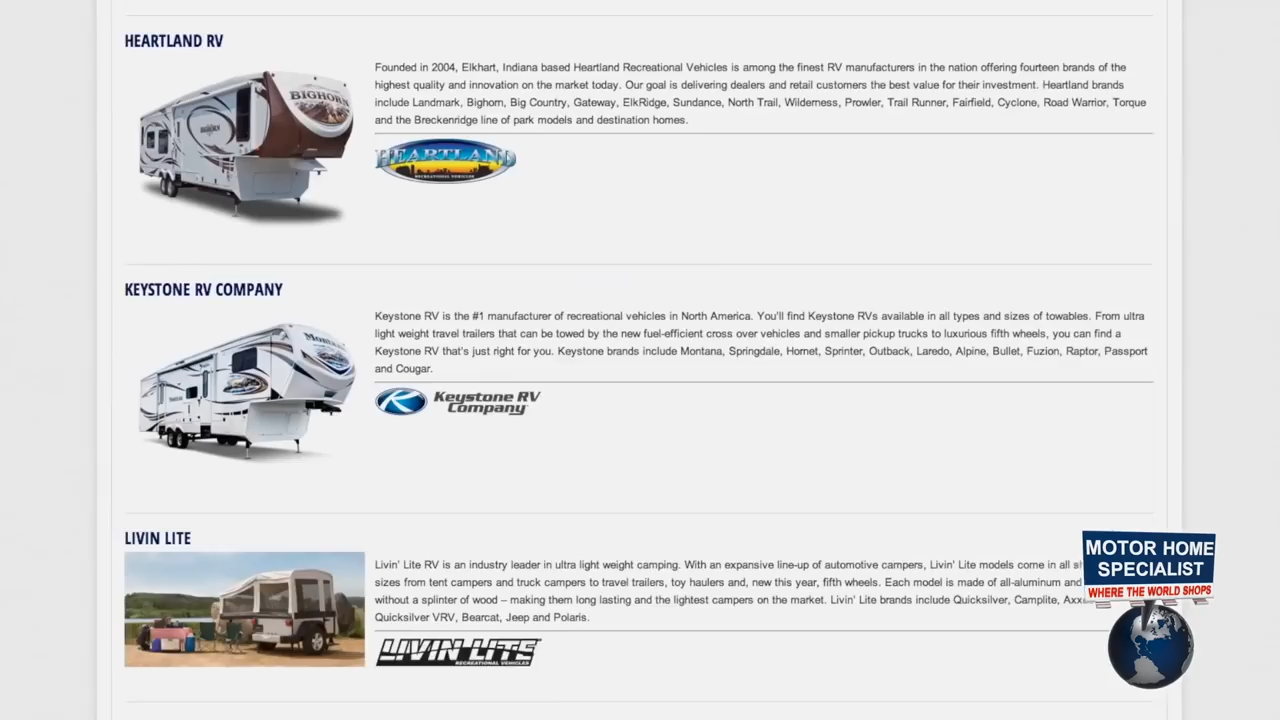 HEARTLAND RV
BIGHORN
Founded in 2004, Elkhart, Indiana based Heartland Recreational Vehicles is among the finest RV manufacturers in the nation offering fourteen brands of the
highest quality and innovation on the market today. Our goal is delivering dealers and retail customers the best value for their investment. Heartland brands
include Landmark, Bighorn, Big Country, Gateway, ElkRidge, Sundance, North Trail, Wilderness, Prowler, Trail Runner, Fairfield, Cyclone, Road Warrior, Torque
and the Breckenridge line of park models and destination homes.
HEARTLAND
RECREATIONAL VEHICLES
KEYSTONE RV COMPANY
Keystone RV is the #1 manufacturer of recreational vehicles in North America. You'll find Keystone RVs available in all types and sizes of towables. From ultra
light weight travel trailers that can be towed by the new fuel-efficient cross over vehicles and smaller pickup trucks to luxurious fifth wheels, you can find a
Keystone RV that's just right for you. Keystone brands include Montana, Springdale, Hornet, Sprinter, Outback, Laredo, Alpine, Bullet, Fuzion, Raptor, Passport
and Cougar.
K Keystone RV
Company
LIVIN LITE
Livin' Lite RV is an industry leader in ultra light weight camping. With an expansive line-up of automotive campers, Livin' Lite models come in all
sizes from tent campers and truck campers to travel trailers, toy haulers and, new this year, fifth wheels. Each model is made of all-aluminum and
without a splinter of wood – making them long lasting and the lightest campers on the market. Livin' Lite brands include Quicksilver, Camplite,
Quicksilver VRV, Bearcat, Jeep and Polaris.
LIVIN LITE
RECREATIONAL VEHICLES
MOTOR HOME
SPECIALIST
WHERE THE WORLD SHOPS